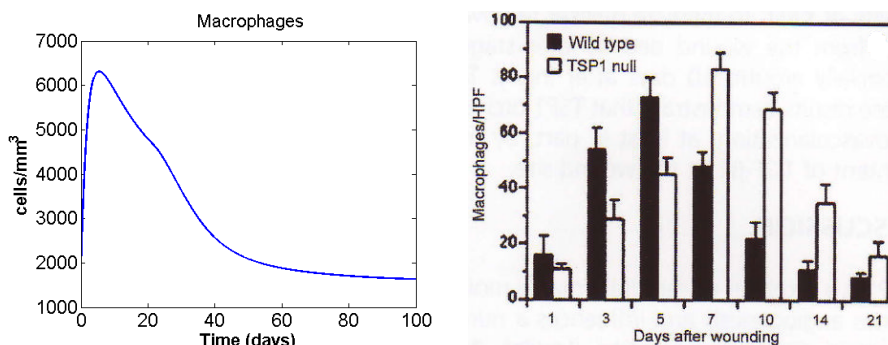 Macrophages
7000
6000
5000
4000
3000
2000
1000
cells/mm³
0 20 40 60 80 100
Time (days)
100
80
60
40
20
0
Macrophages/HPF
Wild type
TSP1 null
1 3 5 7 10 14 21
Days after wounding